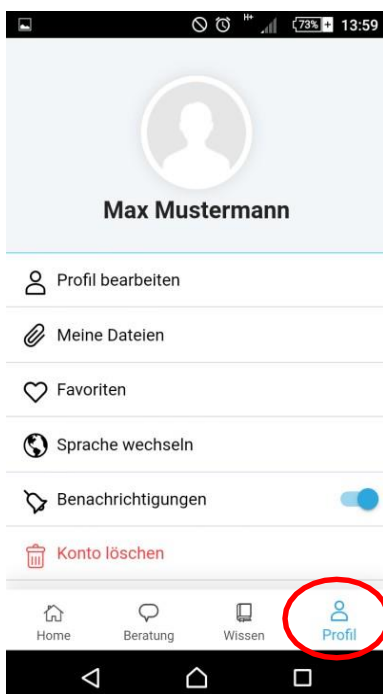 H+ 73% 13:59
Max Mustermann
Profil bearbeiten
Meine Dateien
Favoriten
Sprache wechseln
Benachrichtigungen
Konto löschen
Home Beratung Wissen Profil